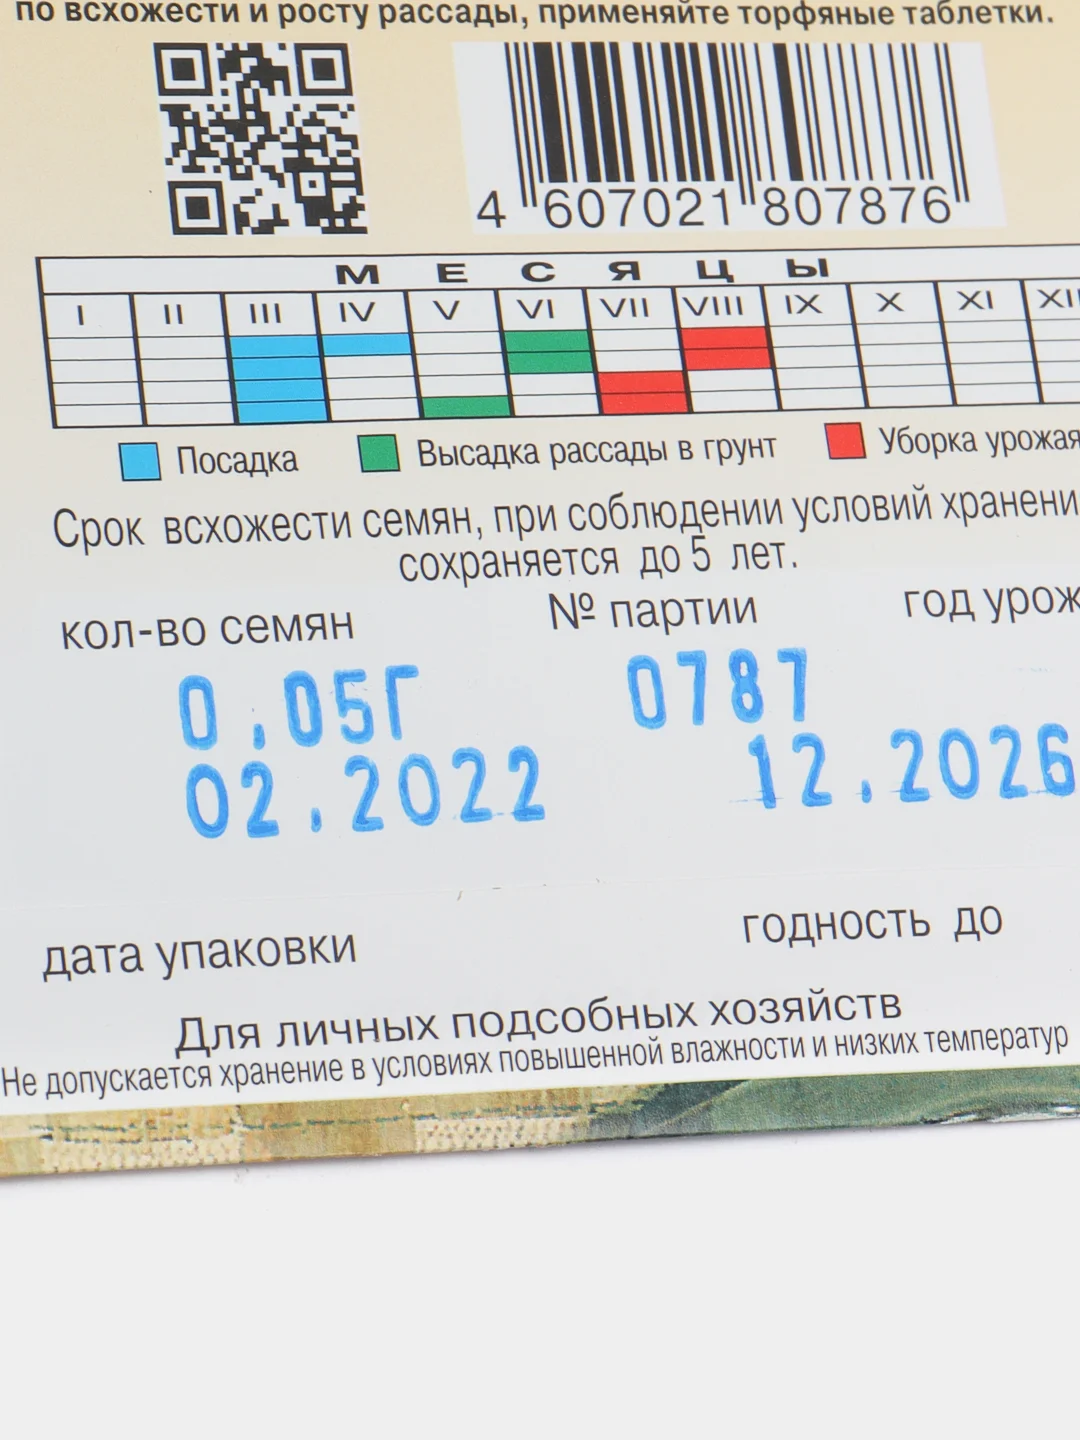 по всхожести и росту рассады, применяйте торфяные таблетки.
4 607021 807876
МЕСЯЦЫ
I II III IV V VI VII VIII IX X XI XII
Посадка Высадка рассады в грунт Уборка урожая
Срок всхожести семян, при соблюдении условий хранени
сохраняется до 5 лет.
кол-во семян № партии год урож
0.05Г 0787
02.2022 12.2026
дата упаковки годность до
Для личных подсобных хозяйств
Не допускается хранение в условиях повышенной влажности и низких температур